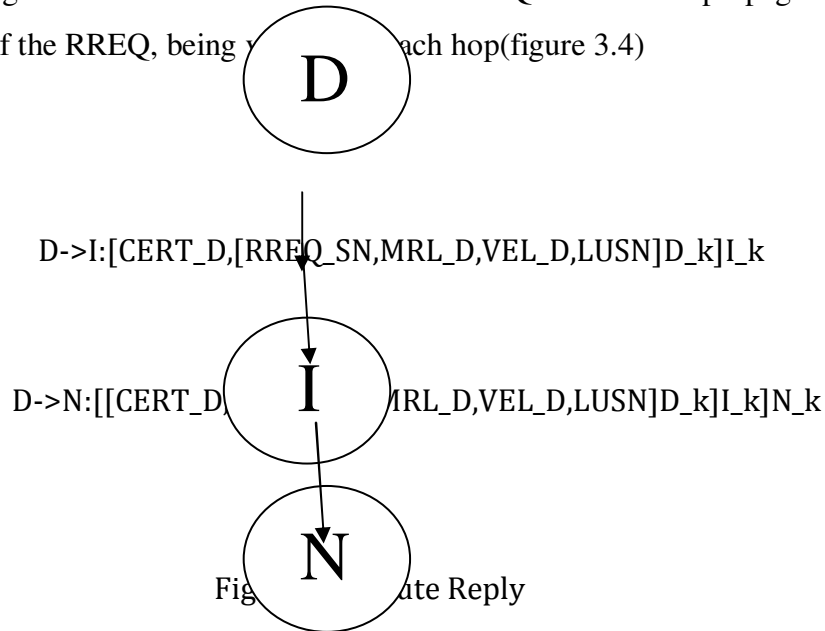 f the RREQ, being ach hop(figure 3.4)
D
D->I:[CERT_D,[RREQ_SN,MRL_D,VEL_D,LUSN]D_k]I_k
I
D->N:[[CERT_D, MRL_D,VEL_D,LUSN]D_k]I_k]N_k
N
Fig ute Reply